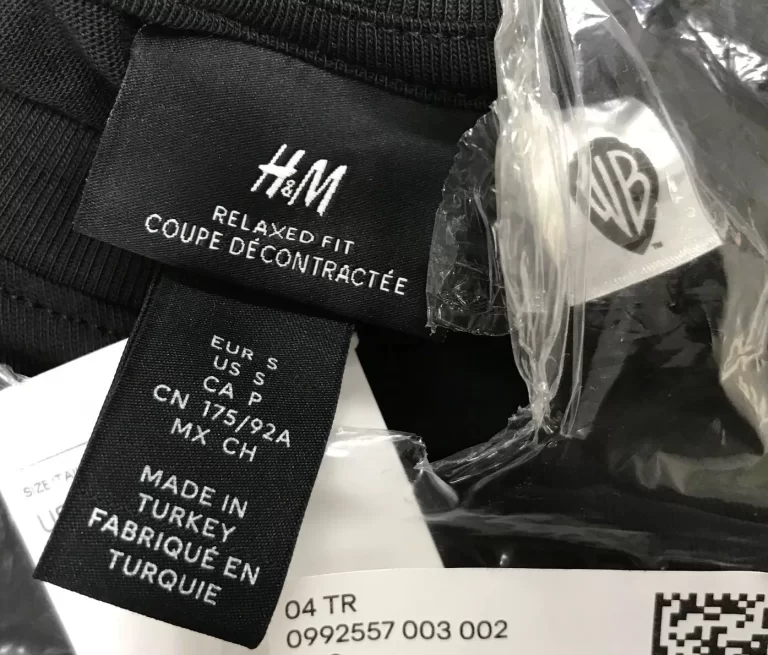 H&M
RELAXED FIT
COUPE DÉCONTRACTÉE
WB
EUR S
US S
CA P
CN 175/92A
MX CH
MADE IN
TURKEY
FABRIQUÉ EN
TURQUIE
SIZE
04 TR
0992557 003 002